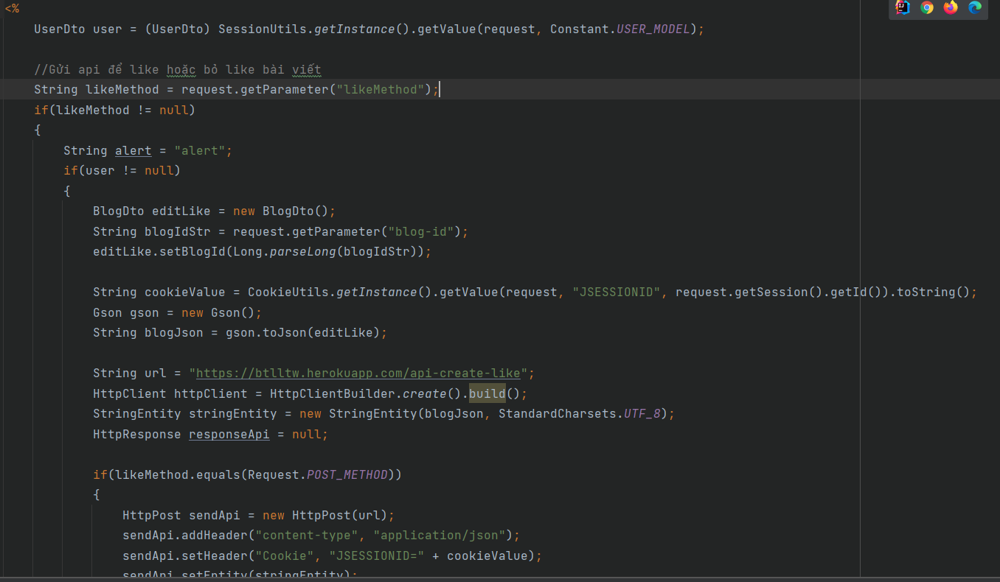 <%
UserDto user = (UserDto) SessionUtils.getInstance().getValue(request, Constant.USER_MODEL);
//Gửi api để like hoặc bỏ like bài viết
String likeMethod = request.getParameter("likeMethod");
if(likeMethod != null)
{
String alert = "alert";
if(user != null)
{
BlogDto editLike = new BlogDto();
String blogIdStr = request.getParameter("blog-id");
editLike.setBlogId(Long.parseLong(blogIdStr));
String cookieValue = CookieUtils.getInstance().getValue(request, "JSESSIONID", request.getSession().getId()).toString();
Gson gson = new Gson();
String blogJson = gson.toJson(editLike);
String url = "https://btlltw.herokuapp.com/api-create-like";
HttpClient httpClient = HttpClientBuilder.create().build();
StringEntity stringEntity = new StringEntity(blogJson, StandardCharsets.UTF_8);
HttpResponse responseApi = null;
if(likeMethod.equals(Request.POST_METHOD))
{
HttpPost sendApi = new HttpPost(url);
sendApi.addHeader("content-type", "application/json");
sendApi.setHeader("Cookie", "JSESSIONID=" + cookieValue);
sendApi.setEntity(stringEntity);